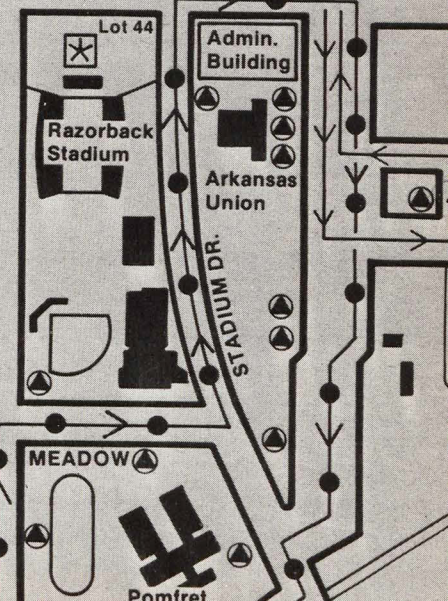 Lot 44
Admin.
Building
Razorback
Stadium
Arkansas
Union
STADIUM DR.
MEADOW
Pomfret